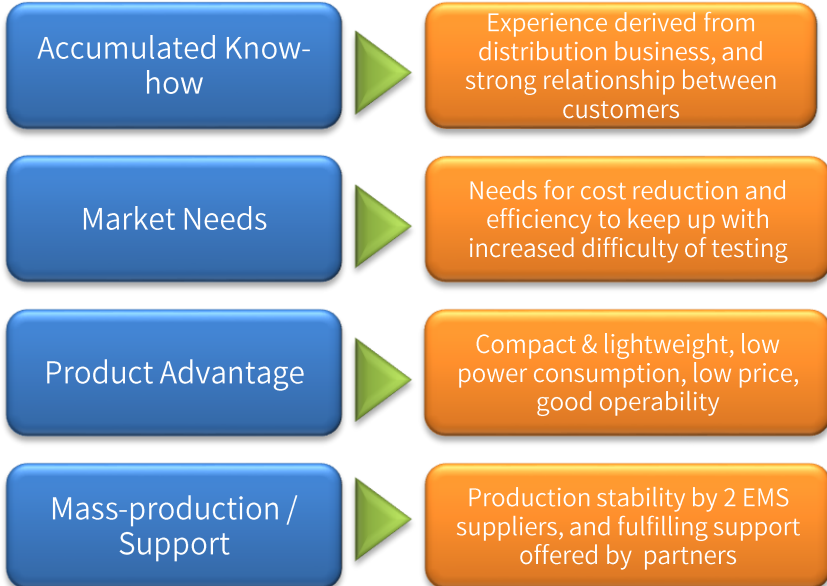 Accumulated Know-
how
Experience derived from
distribution business, and
strong relationship between
customers
Market Needs
Needs for cost reduction and
efficiency to keep up with
increased difficulty of testing
Product Advantage
Compact & lightweight, low
power consumption, low price,
good operability
Mass-production /
Support
Production stability by 2 EMS
suppliers, and fulfilling support
offered by  partners